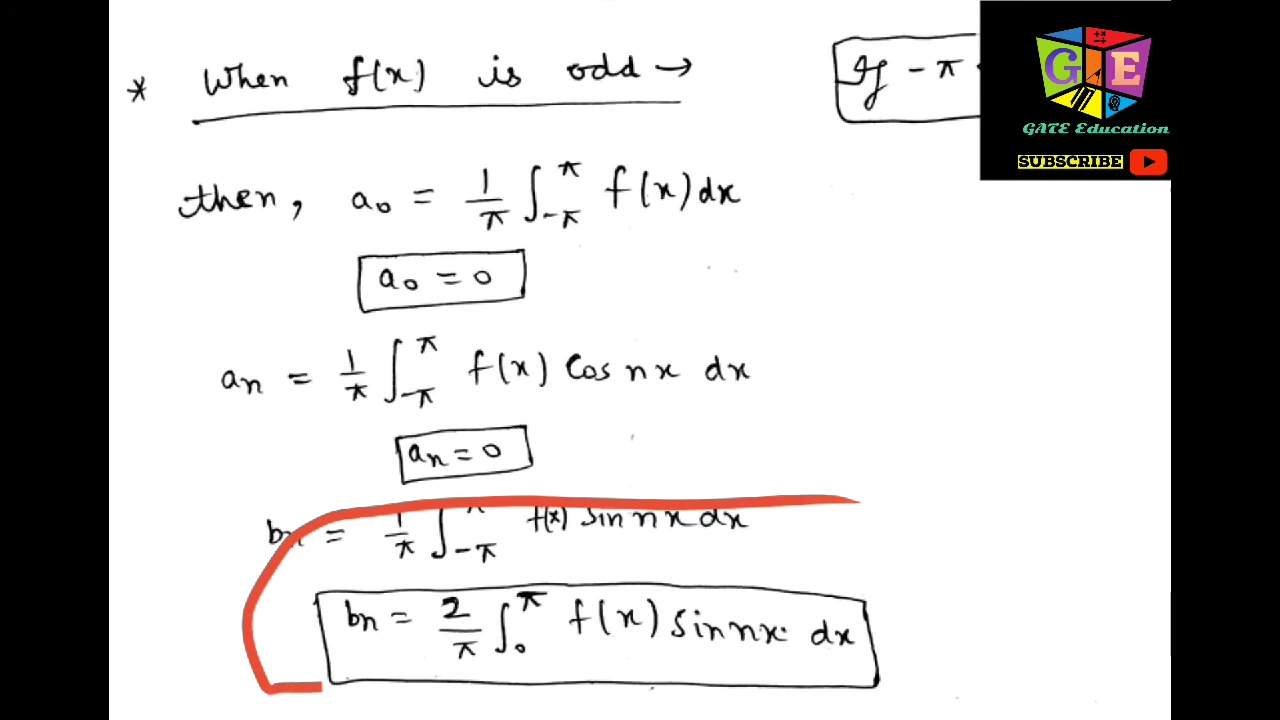 * When f(x) is odd →
If -π
GE
GATE Education
SUBSCRIBE
then, a₀ = 1/π ∫_{-π}^{π} f(x) dx
a₀ = 0
aₙ = 1/π ∫_{-π}^{π} f(x) Cos nx dx
aₙ = 0
bₙ = 1/π ∫_{-π}^{π} f(x) sin nx dx
bₙ = 2/π ∫_{0}^{π} f(x) sin nx dx